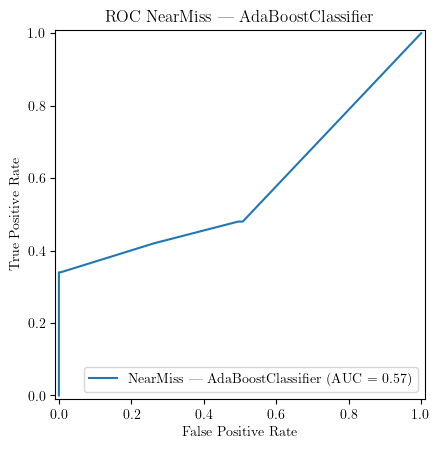 ROC NearMiss — AdaBoostClassifier
1.0
0.8
0.6
0.4
0.2
0.0
True Positive Rate
NearMiss — AdaBoostClassifier (AUC = 0.57)
0.0 0.2 0.4 0.6 0.8 1.0
False Positive Rate